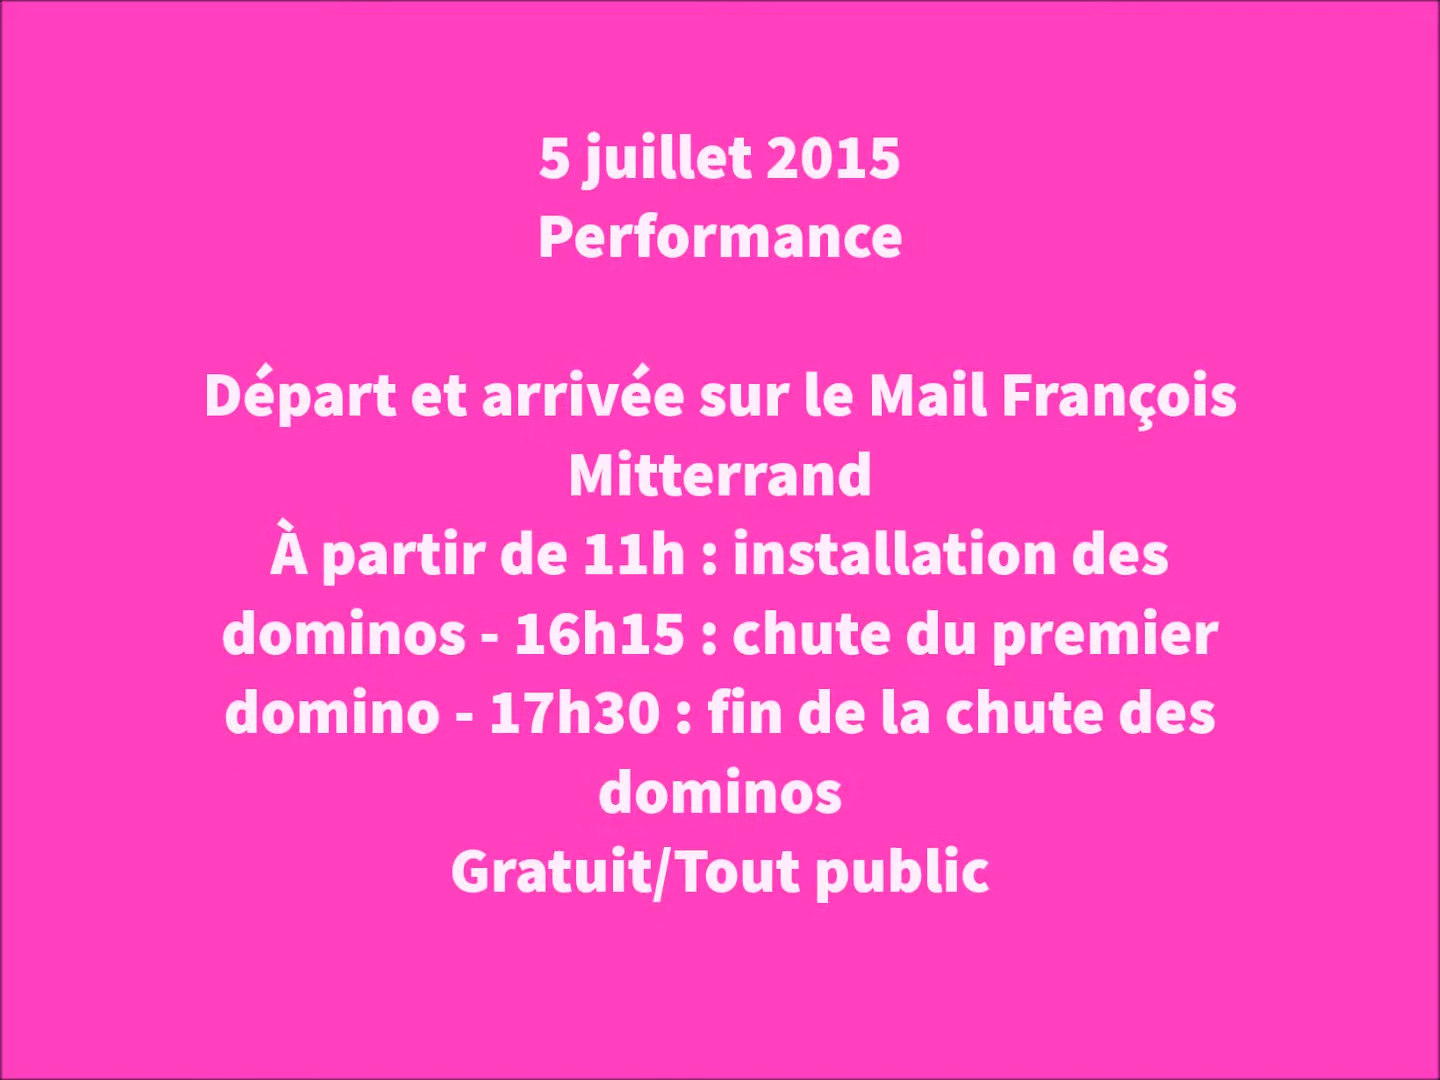 5 juillet 2015
Performance
Départ et arrivée sur le Mail François
Mitterrand
À partir de 11h : installation des
dominos - 16h15 : chute du premier
domino - 17h30 : fin de la chute des
dominos
Gratuit/Tout public